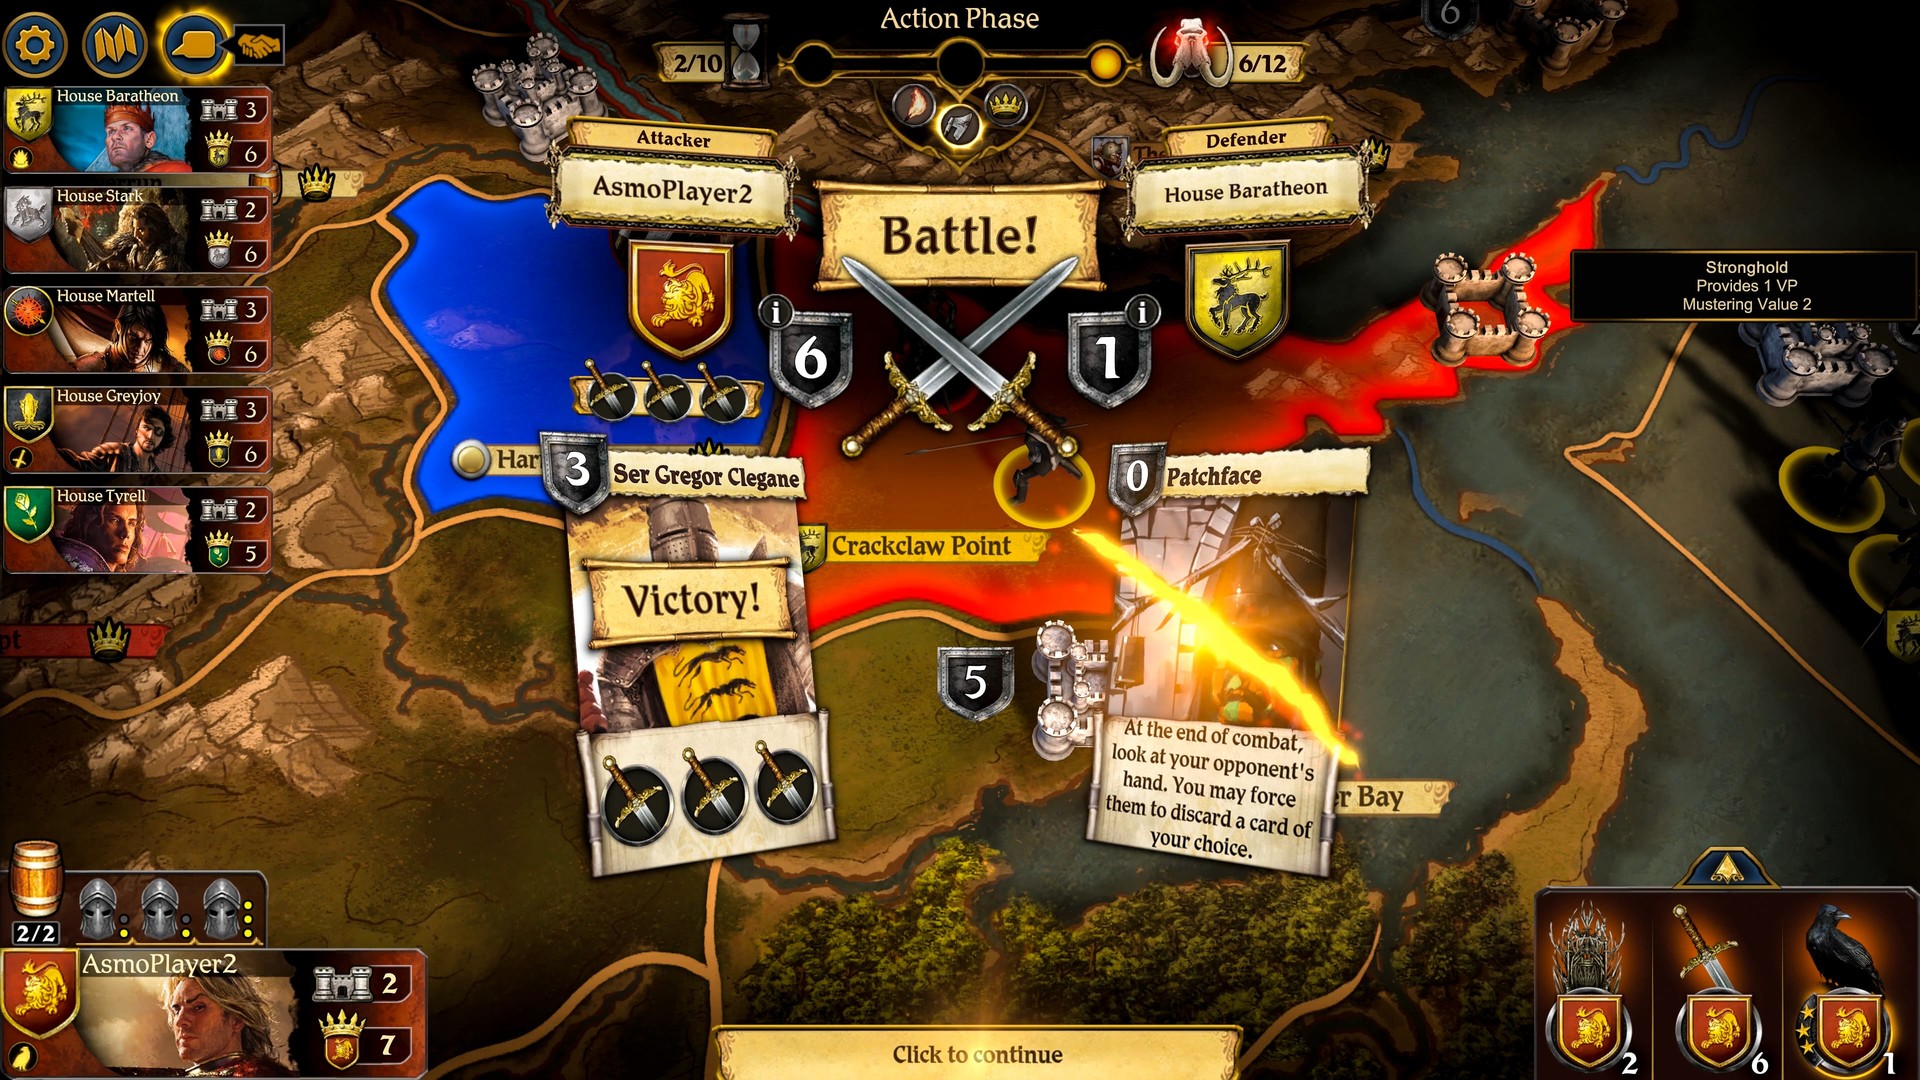 Action Phase
2/10
6/12
6
House Baratheon
3
6
House Stark
2
6
House Martell
3
6
House Greyjoy
3
6
House Tyrell
2
5
Attacker
AsmoPlayer2
Battle!
Defender
House Baratheon
Stronghold
Provides 1 VP
Mustering Value 2
i
6
i
1
3
Ser Gregor Clegane
0
Patchface
Crackclaw Point
Victory!
5
At the end of combat,
look at your opponent's
hand. You may force
them to discard a card of
your choice.
Bay
2/2
AsmoPlayer2
2
7
Click to continue
2
6
1